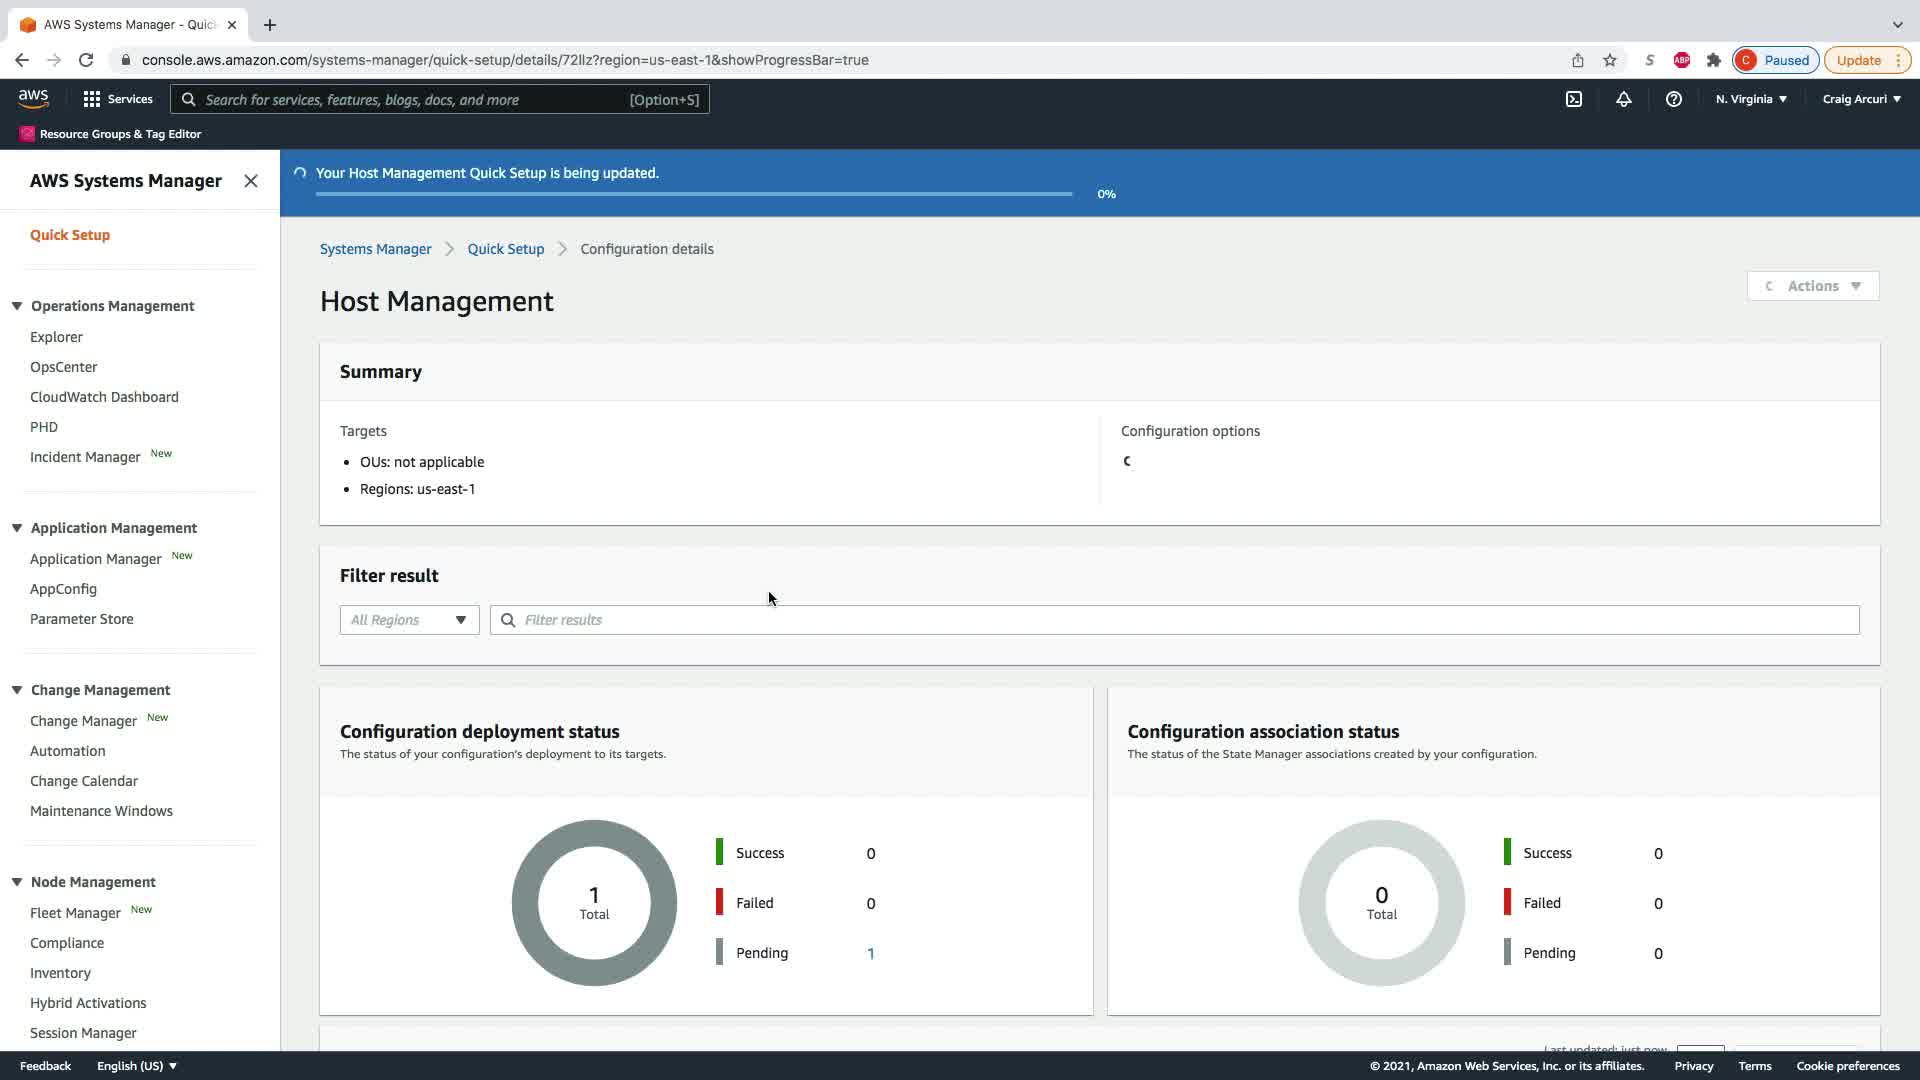 AWS Systems Manager - Quic
console.aws.amazon.com/systems-manager/quick-setup/details/72llz?region=us-east-1&showProgressBar=true
S
ABP
C Paused
Update
aws
Services
Search for services, features, blogs, docs, and more [Option+S]
N. Virginia
Craig Arcuri
Resource Groups & Tag Editor
AWS Systems Manager
Quick Setup
Operations Management
Explorer
OpsCenter
CloudWatch Dashboard
PHD
Incident Manager New
Application Management
Application Manager New
AppConfig
Parameter Store
Change Management
Change Manager New
Automation
Change Calendar
Maintenance Windows
Node Management
Fleet Manager New
Compliance
Inventory
Hybrid Activations
Session Manager
Your Host Management Quick Setup is being updated.
0%
Systems Manager
Quick Setup
Configuration details
Host Management
Actions
Summary
Targets
OUs: not applicable
Regions: us-east-1
Configuration options
Filter result
All Regions
Filter results
Configuration deployment status
The status of your configuration's deployment to its targets.
1
Total
Success 0
Failed 0
Pending 1
Configuration association status
The status of the State Manager associations created by your configuration.
0
Total
Success 0
Failed 0
Pending 0
Last updated: just now
Feedback
English (US)
© 2021, Amazon Web Services, Inc. or its affiliates.
Privacy
Terms
Cookie preferences